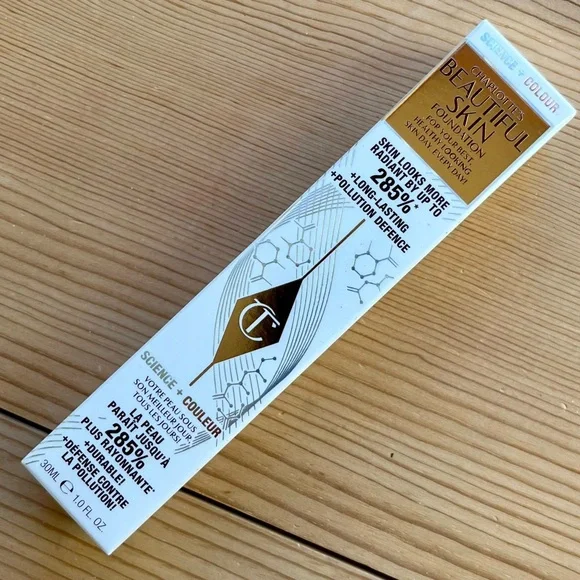 SCIENCE + COLOUR
CHARLOTTE'S
BEAUTIFUL
SKIN
FOUNDATION
FOR YOUR BEST,
HEALTHY LOOKING
SKIN DAY, EVERY DAY!
SKIN LOOKS MORE
RADIANT BY UP TO
285%*
+LONG-LASTING
+POLLUTION DEFENCE
CT
SCIENCE + COULEUR
VOTRE PEAU SOUS
SON MEILLEUR JOUR,
TOUS LES JOURS!
LA PEAU
PARAÎT JUSQU'À
285%
PLUS RAYONNANTE*
+DURABLE!
+DÉFENSE CONTRE
LA POLLUTION!
30ML ℮ 1.0 FL. OZ.